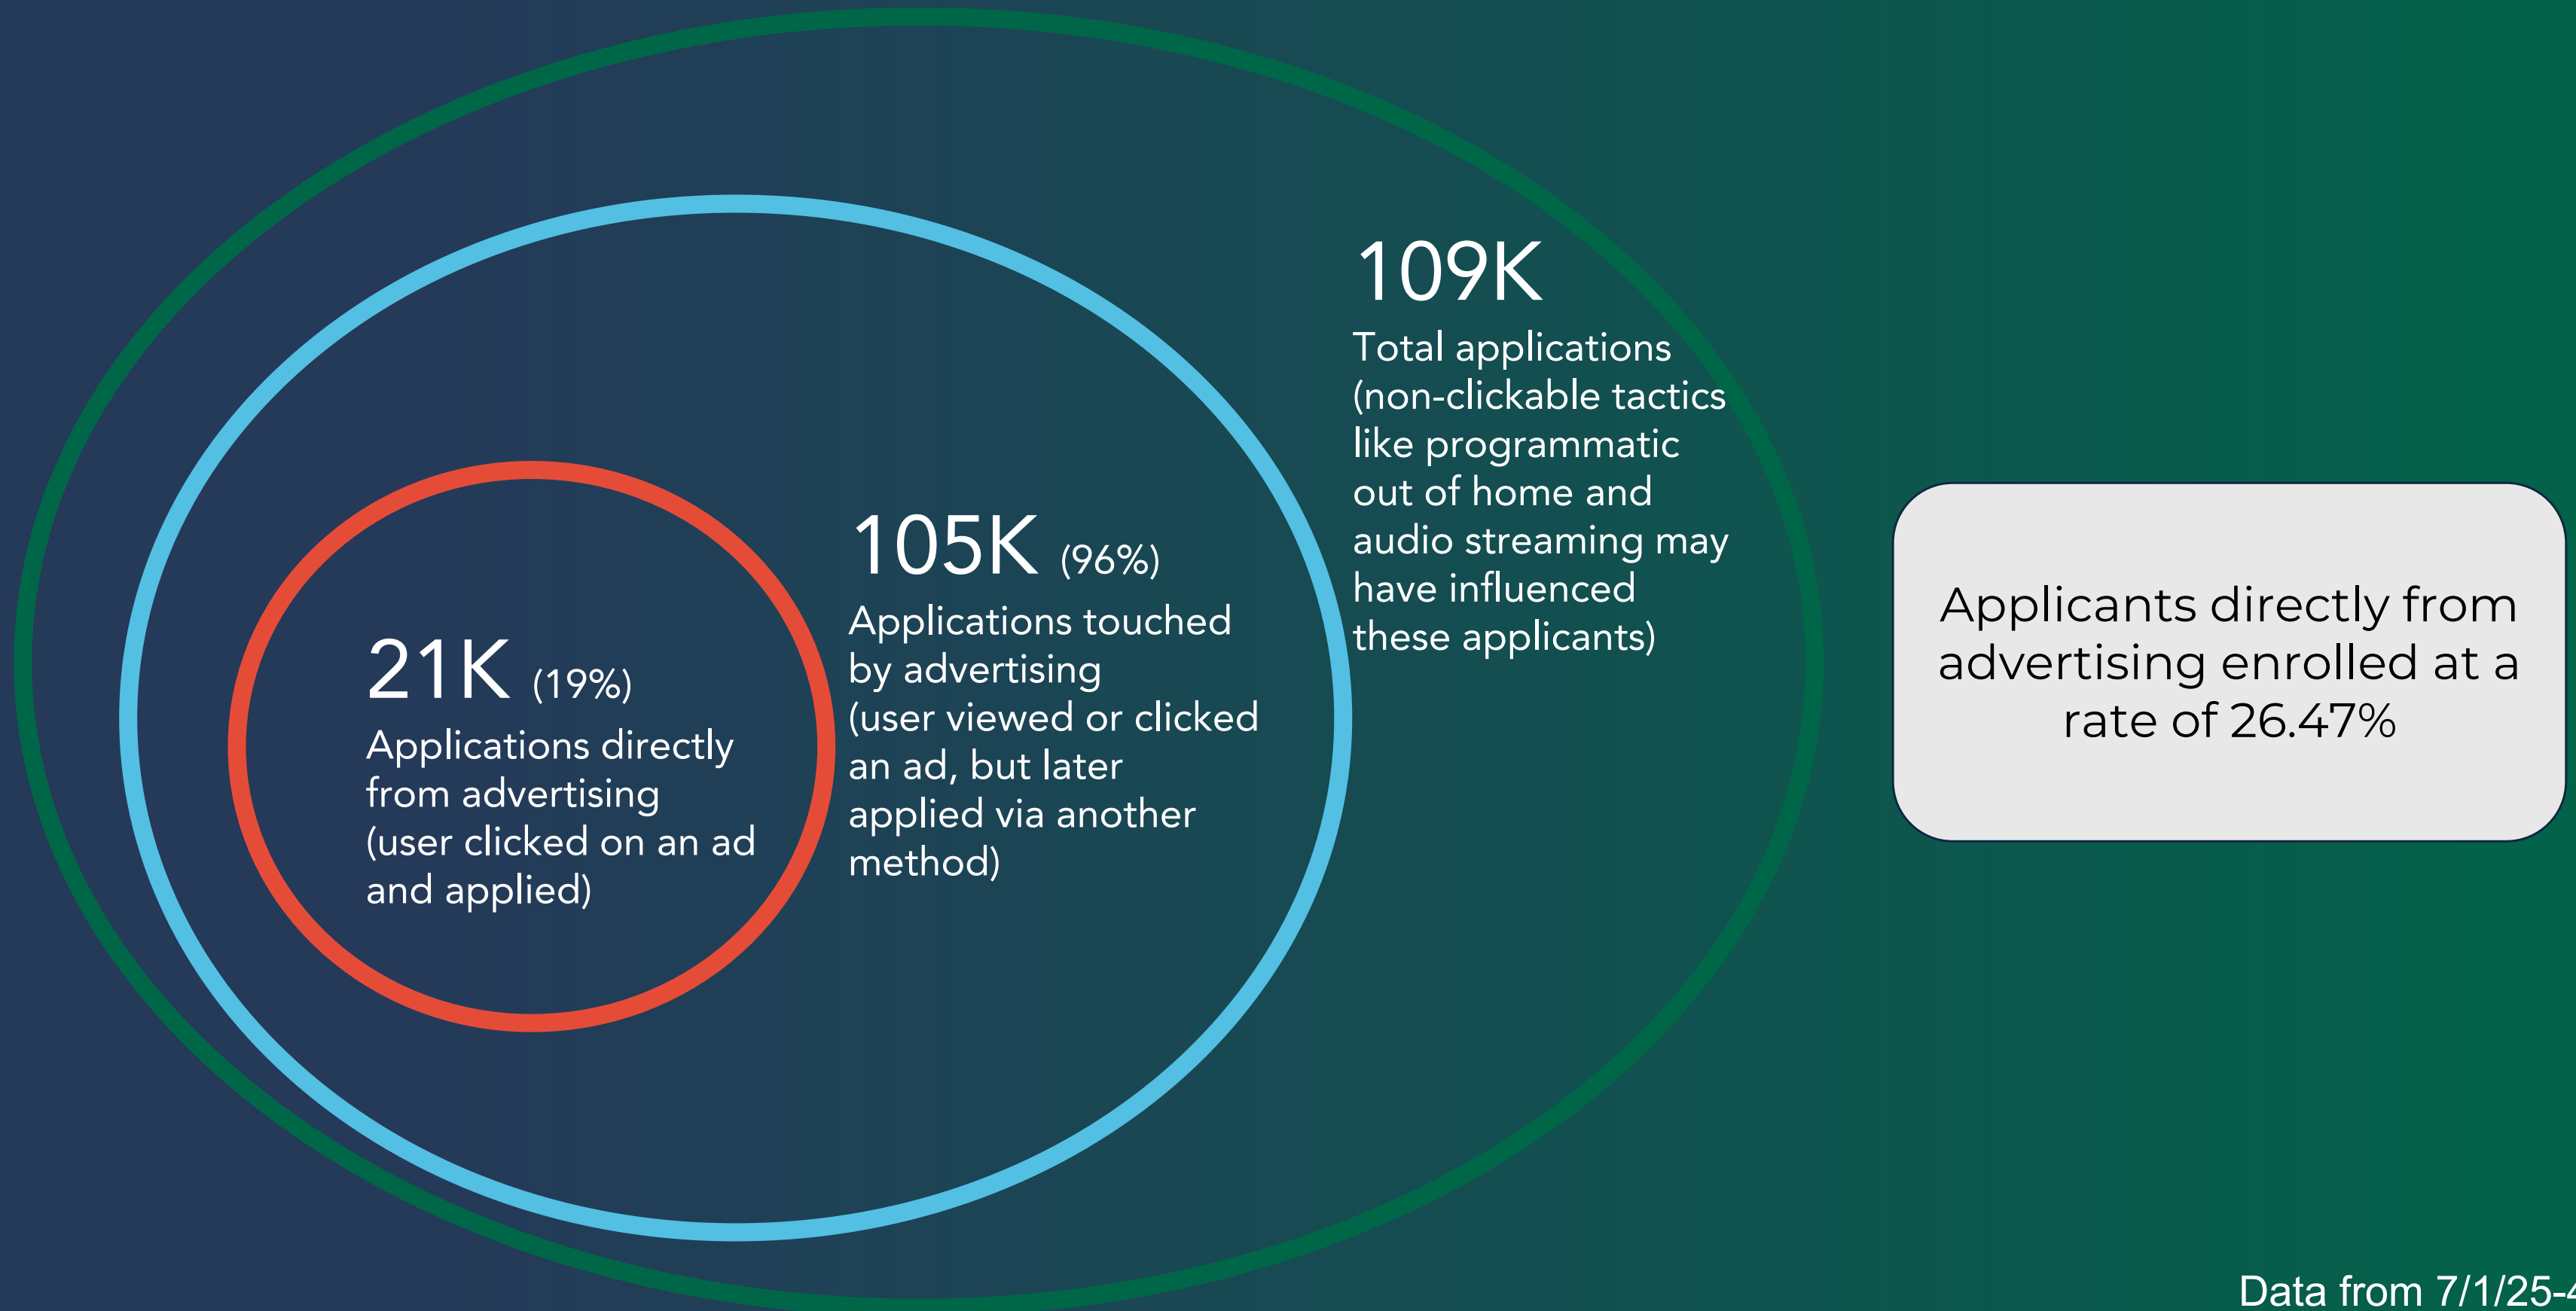 109K
Total applications
(non-clickable tactics
like programmatic
out of home and
audio streaming may
have influenced
these applicants)
105K (96%)
Applications touched
by advertising
(user viewed or clicked
an ad, but later
applied via another
method)
21K (19%)
Applications directly
from advertising
(user clicked on an ad
and applied)
Applicants directly from
advertising enrolled at a
rate of 26.47%
Data from 7/1/25-